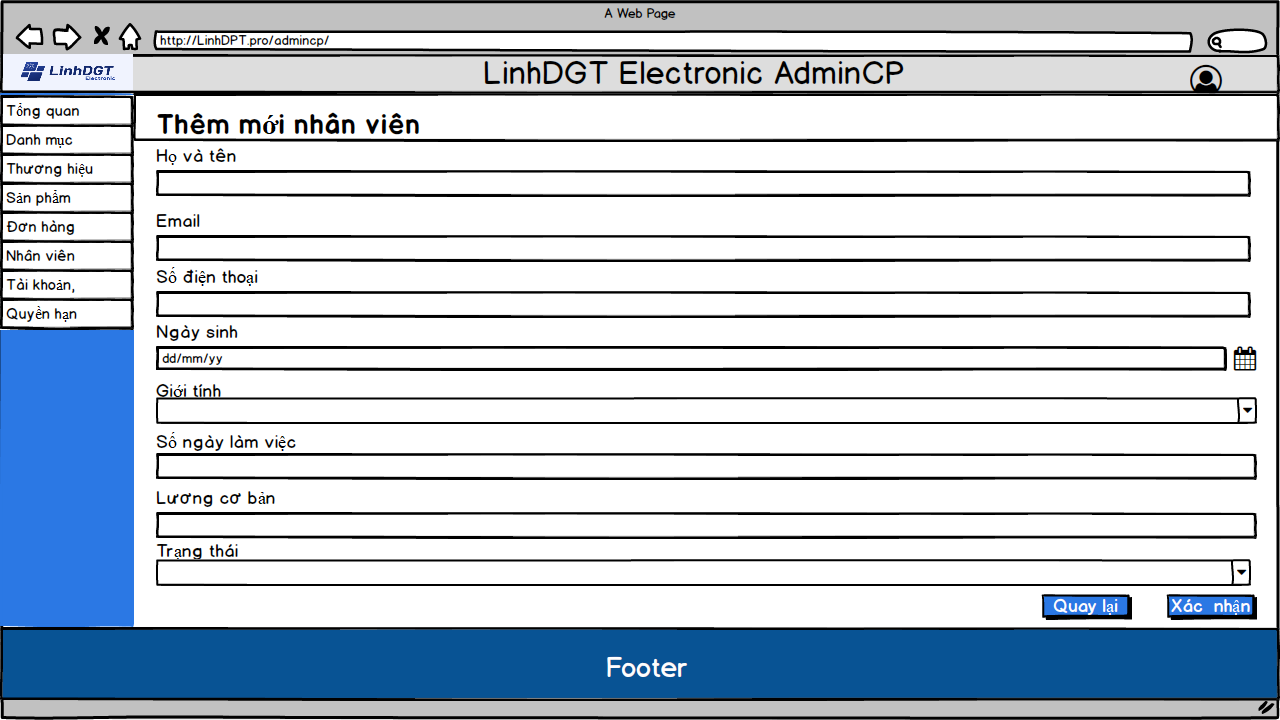 A Web Page
http://LinhDPT.pro/admincp/
LinhDGT
Electronic
LinhDGT Electronic AdminCP
Tổng quan
Danh mục
Thương hiệu
Sản phẩm
Đơn hàng
Nhân viên
Tài khoản,
Quyền hạn
Thêm mới nhân viên
Họ và tên
Email
Số điện thoại
Ngày sinh
dd/mm/yy
Giới tính
Số ngày làm việc
Lương cơ bản
Trạng thái
Quay lại
Xác nhận
Footer